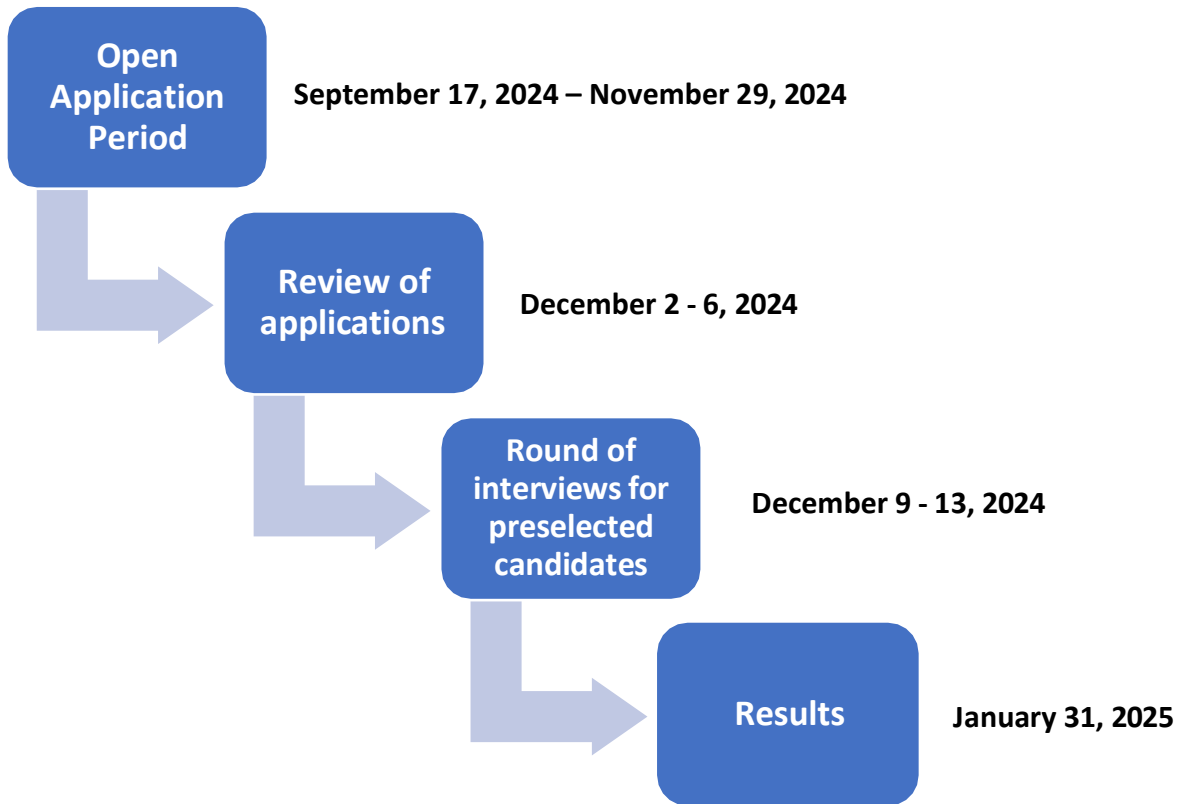 Open
Application
Period
September 17, 2024 – November 29, 2024
Review of
applications
December 2 - 6, 2024
Round of
interviews for
preselected
candidates
December 9 - 13, 2024
Results
January 31, 2025